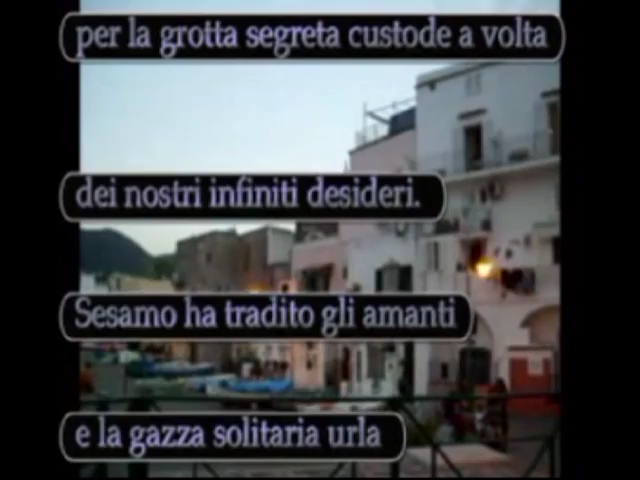 per la grotta segreta custode a volta
dei nostri infiniti desideri.
Sesamo ha tradito gli amanti
e la gazza solitaria urla